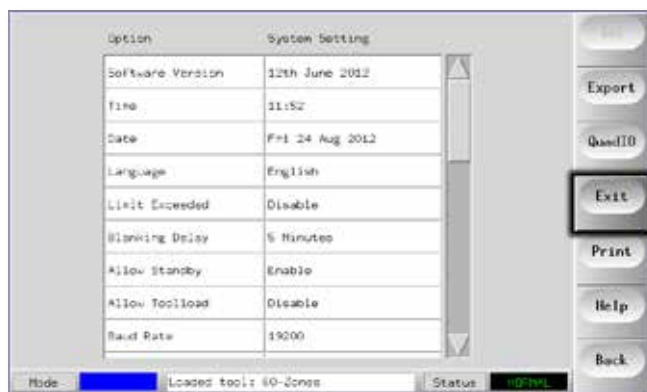 Option System Setting
Software Version 12th June 2012
Time 11:52
Date Fri 24 Aug 2012
Language English
Limit Exceeded Disable
Blanking Delay 5 Minutes
Allow Standby Enable
Allow Toolload Disable
Baud Rate 19200
Export
QuadIO
Exit
Print
Help
Back
Mode Loaded tool: 60-Zones Status NORMAL